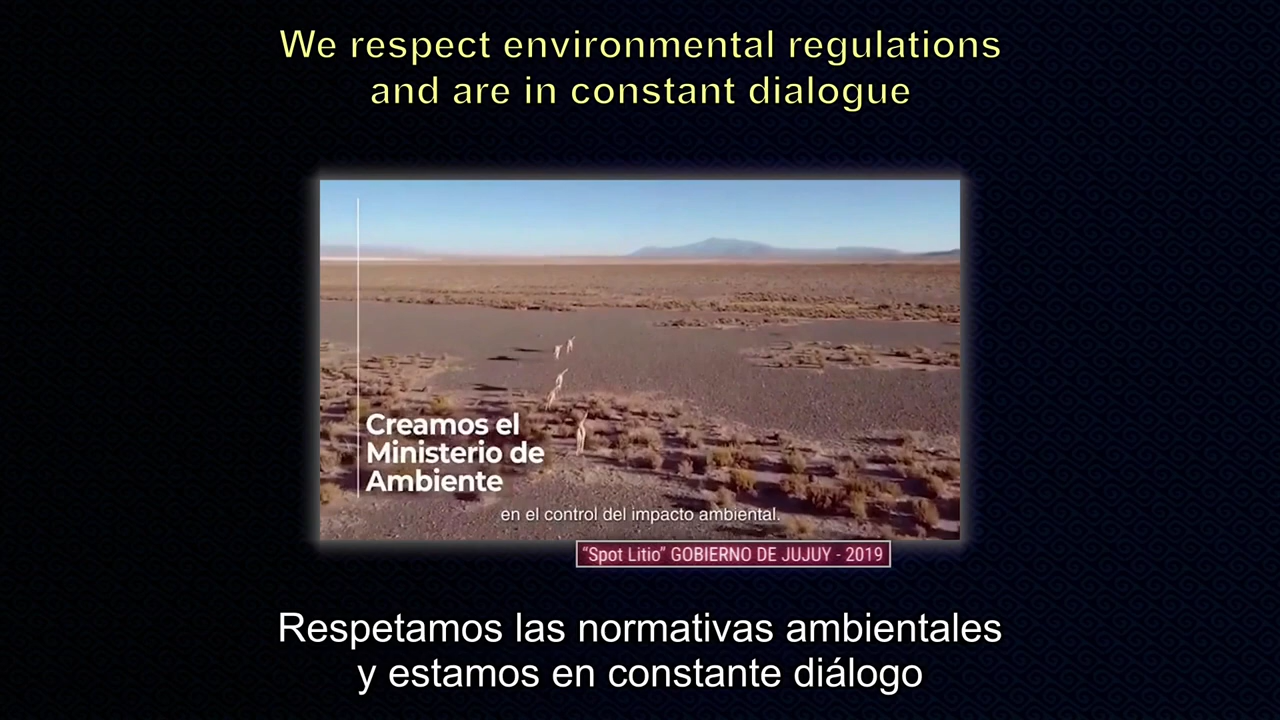 We respect environmental regulations
and are in constant dialogue
Creamos el
Ministerio de
Ambiente
en el control del impacto ambiental.
“Spot Litio” GOBIERNO DE JUJUY - 2019
Respetamos las normativas ambientales
y estamos en constante diálogo